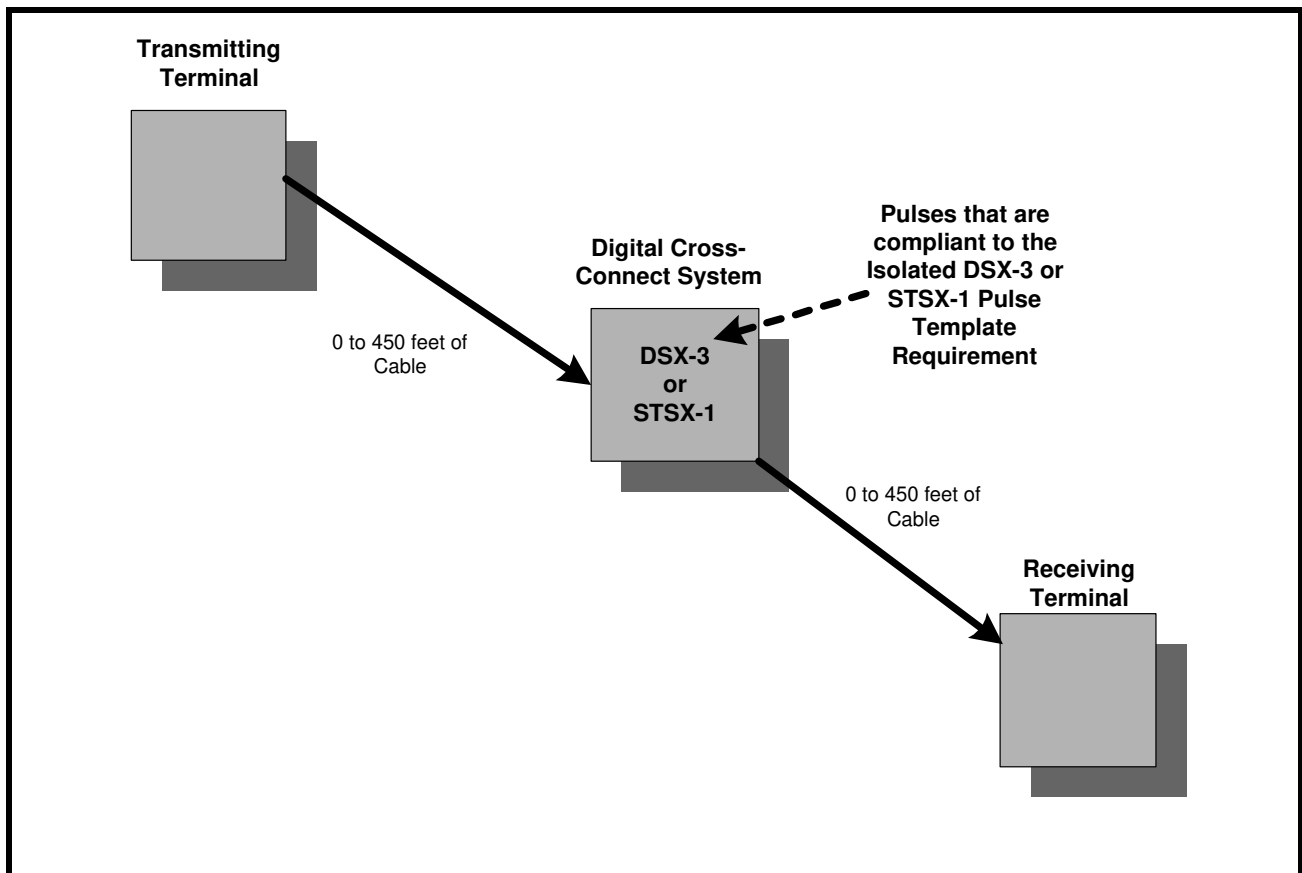 Transmitting
Terminal
0 to 450 feet of
Cable
Digital Cross-
Connect System
DSX-3
or
STSX-1
Pulses that are
compliant to the
Isolated DSX-3 or
STSX-1 Pulse
Template
Requirement
0 to 450 feet of
Cable
Receiving
Terminal